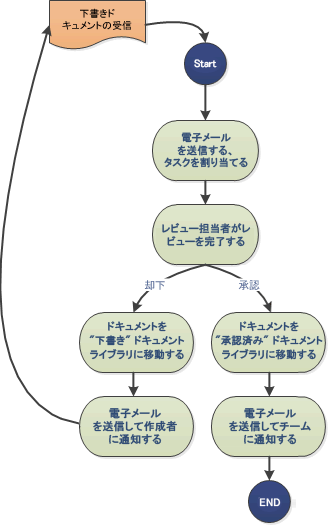 下書きド
キュメントの受信
Start
電子メール
を送信する、
タスクを割り当てる
レビュー担当者がレ
ビューを完了する
却下
承認
ドキュメントを
"下書き" ドキュメント
ライブラリに移動する
ドキュメントを
"承認済み" ドキュメント
ライブラリに移動する
電子メール
を送信して作成者
に通知する
電子メール
を送信してチーム
に通知する
END